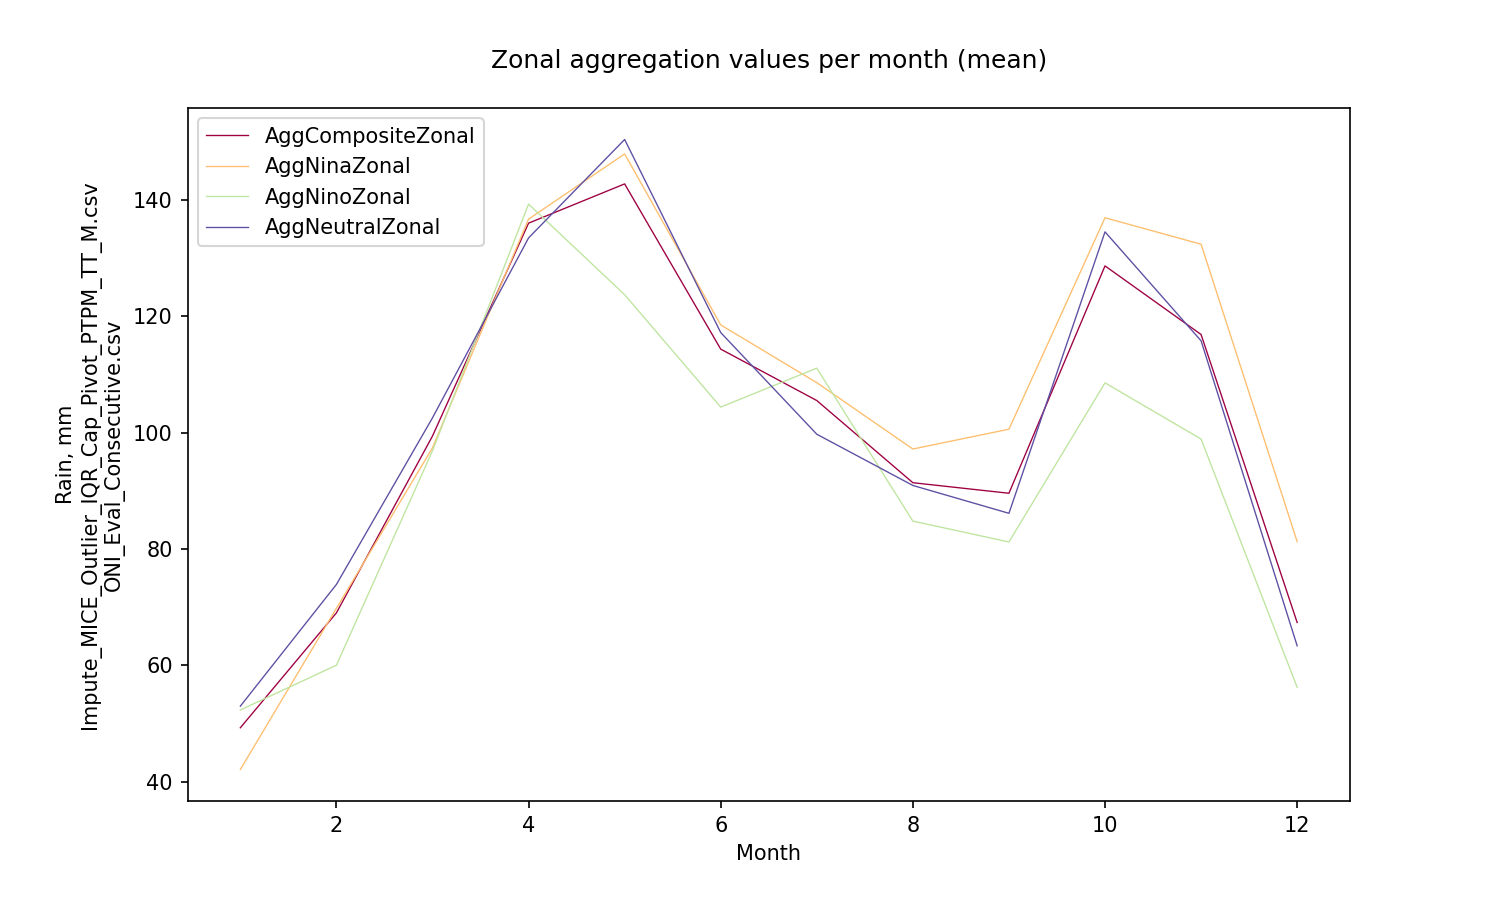 Zonal aggregation values per month (mean)
AggCompositeZonal
AggNinaZonal
AggNinoZonal
AggNeutralZonal
Rain, mm
Impute_MICE_Outlier_IQR_Cap_Pivot_PTPM_TT_M.csv
ONI_Eval_Consecutive.csv
140
120
100
80
60
40
2 4 6 8 10 12
Month